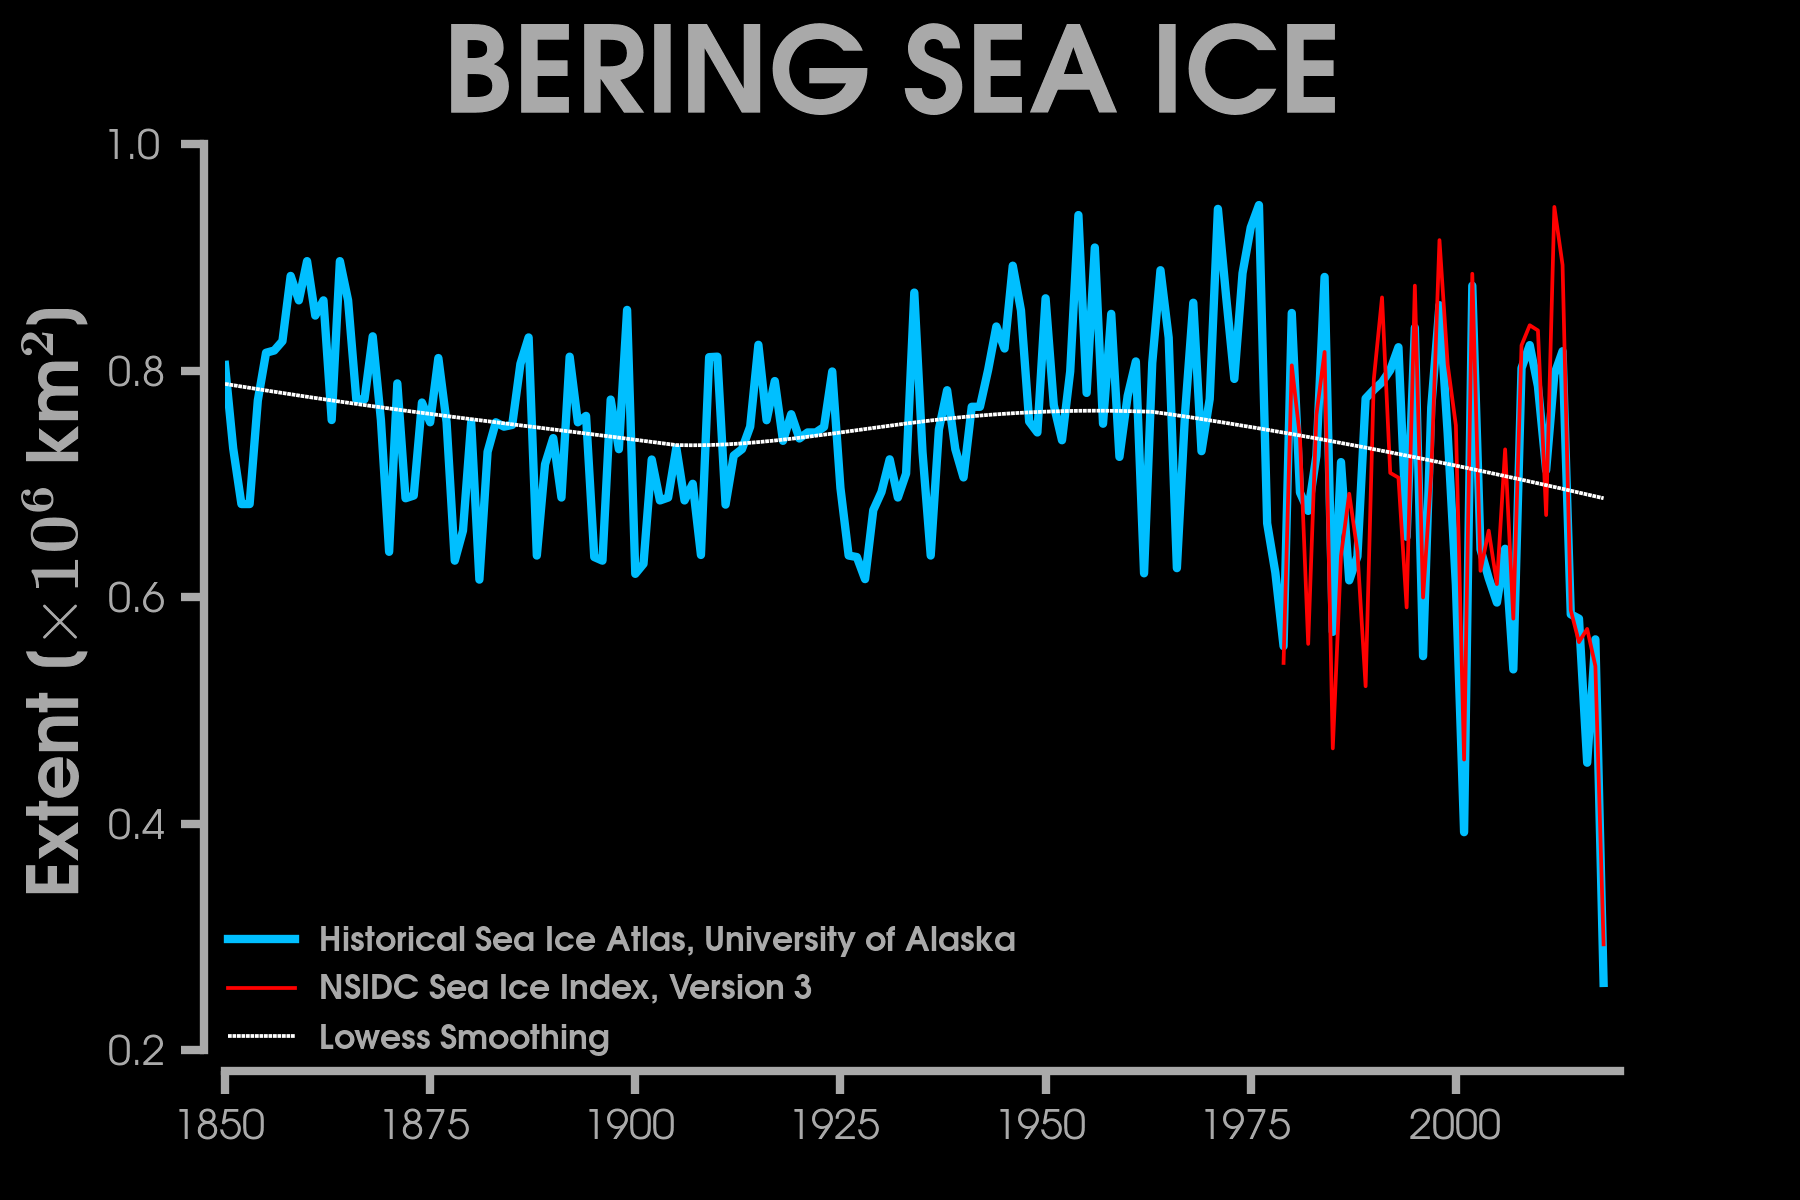 BERING SEA ICE
Extent (×10⁶ km²)
1.0
0.8
0.6
0.4
0.2
Historical Sea Ice Atlas, University of Alaska
NSIDC Sea Ice Index, Version 3
Lowess Smoothing
1850 1875 1900 1925 1950 1975 2000